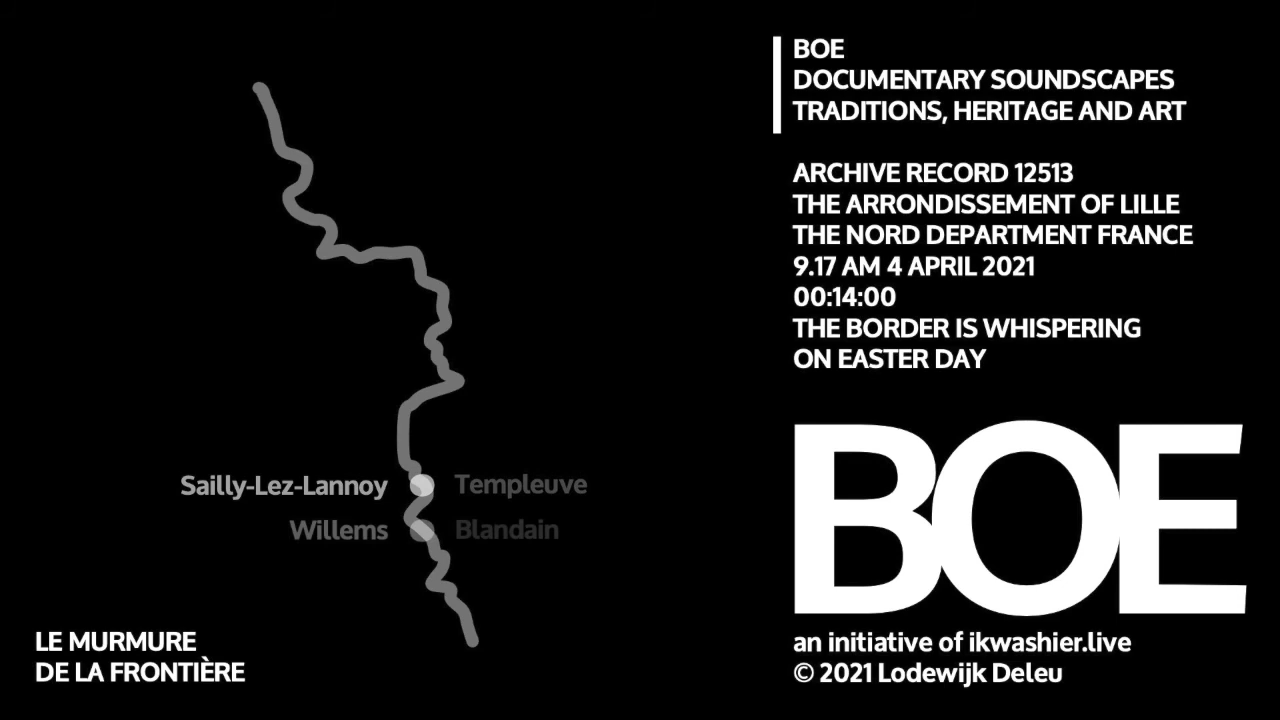 BOE
DOCUMENTARY SOUNDSCAPES
TRADITIONS, HERITAGE AND ART
ARCHIVE RECORD 12513
THE ARRONDISSEMENT OF LILLE
THE NORD DEPARTMENT FRANCE
9.17 AM 4 APRIL 2021
00:14:00
THE BORDER IS WHISPERING
ON EASTER DAY
Sailly-Lez-Lannoy Templeuve
Willems Blandain
LE MURMURE
DE LA FRONTIÈRE
BOE
an initiative of ikwashier.live
© 2021 Lodewijk Deleu